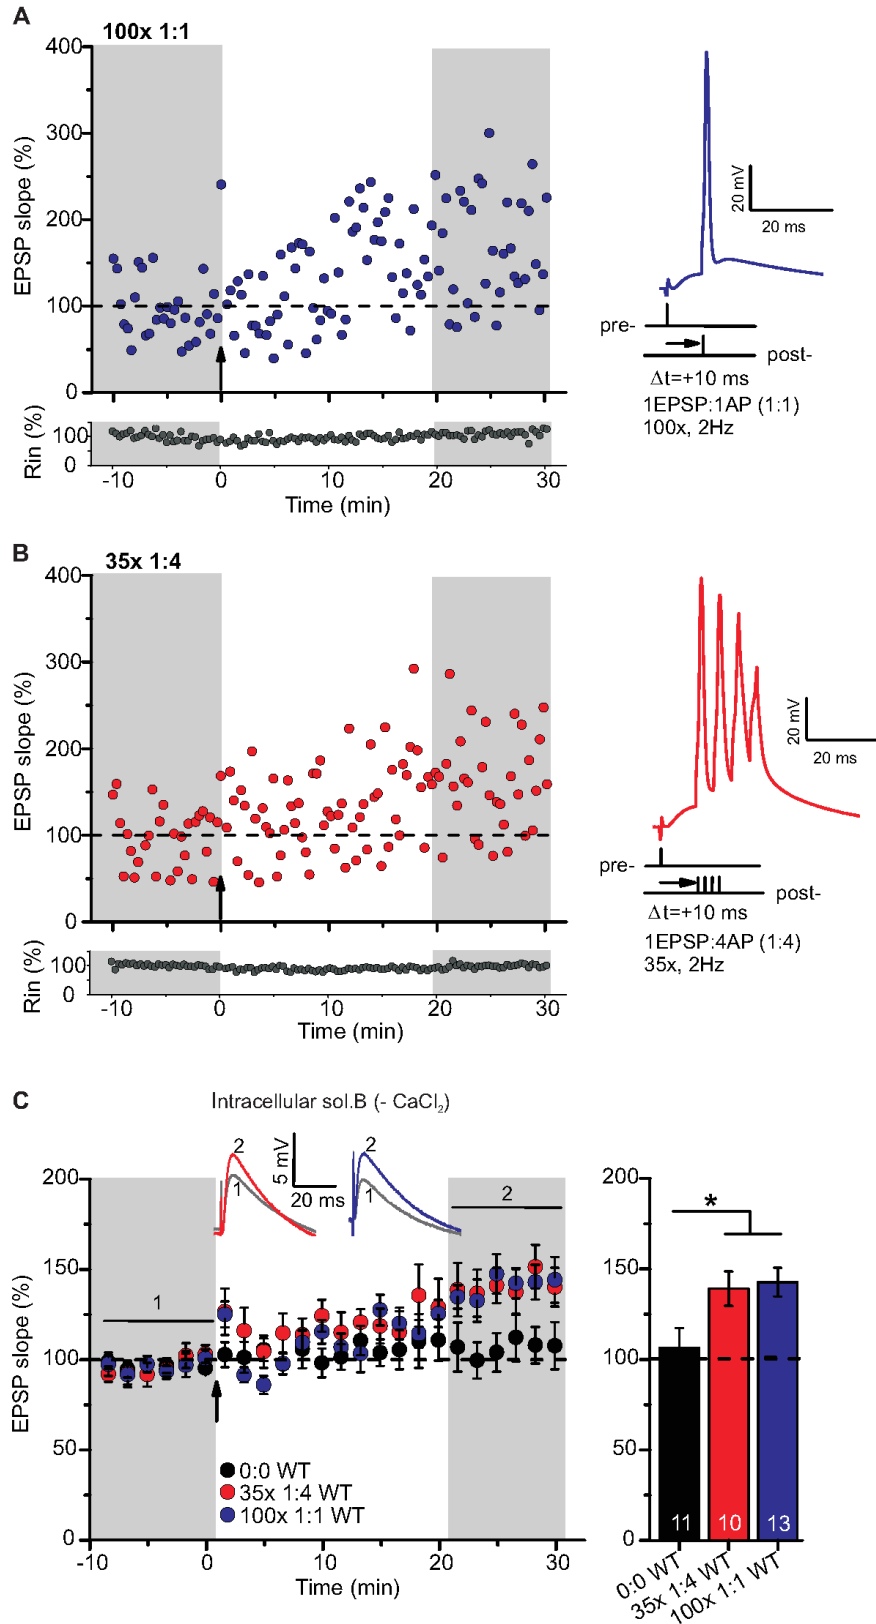 A
100x 1:1
400
300
200
100
0
EPSP slope (%)
100
0
Rin (%)
-10 0 10 20 30
Time (min)
20 mV
20 ms
pre-
post-
Δt=+10 ms
1EPSP:1AP (1:1)
100x, 2Hz
B
35x 1:4
400
300
200
100
0
EPSP slope (%)
100
0
Rin (%)
-10 0 10 20 30
Time (min)
20 mV
20 ms
pre-
post-
Δt=+10 ms
1EPSP:4AP (1:4)
35x, 2Hz
C
Intracellular sol.B (- CaCl₂)
200
150
100
50
0
EPSP slope (%)
1
2
1
5 mV
20 ms
2
1
2
0:0 WT
35x 1:4 WT
100x 1:1 WT
-10 0 10 20 30
Time (min)
200
150
100
50
0
*
11 10 13
0:0 WT
35x 1:4 WT
100x 1:1 WT